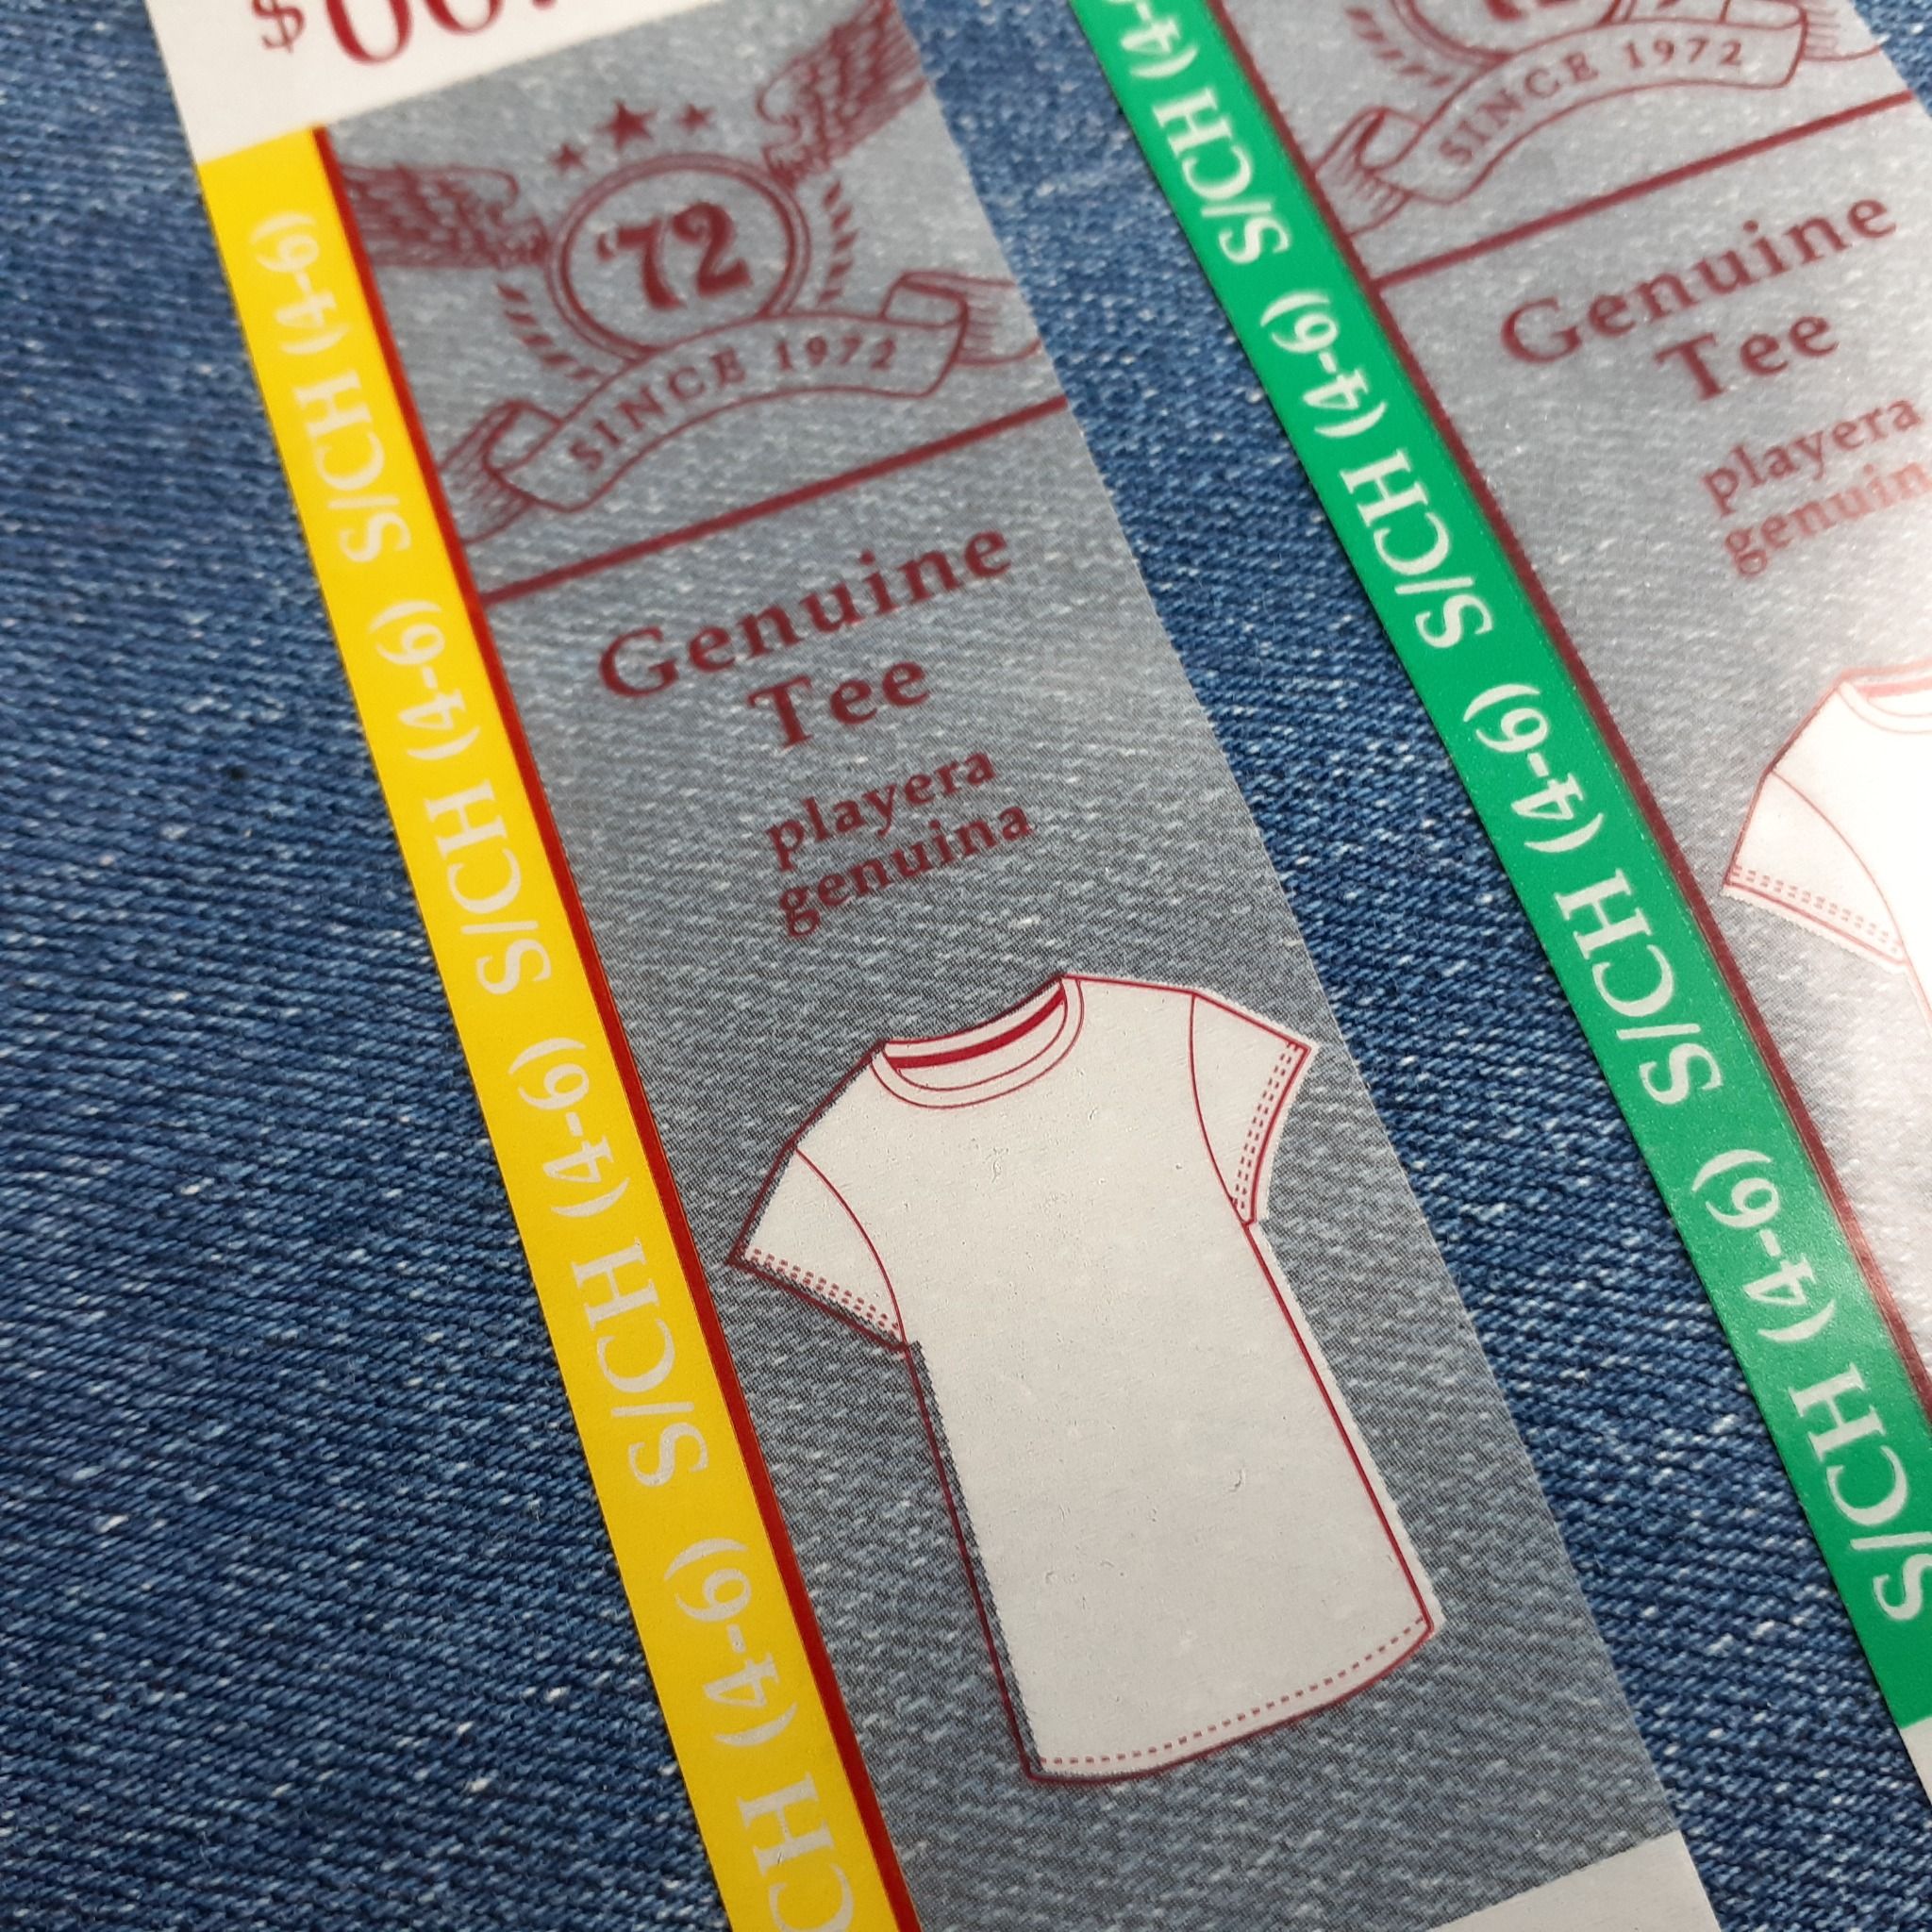 $
'72
SINCE 1972
Genuine
Tee
playera
genuina
(4-6) S/CH (4-6) S/CH (4-6) S/CH (4-6) S/CH (4-6) CH
SINCE 1972
Genuine
Tee
playera
S/CH (4-6) S/CH (4-6) S/CH (4-6) S/CH (4-6) S/CH